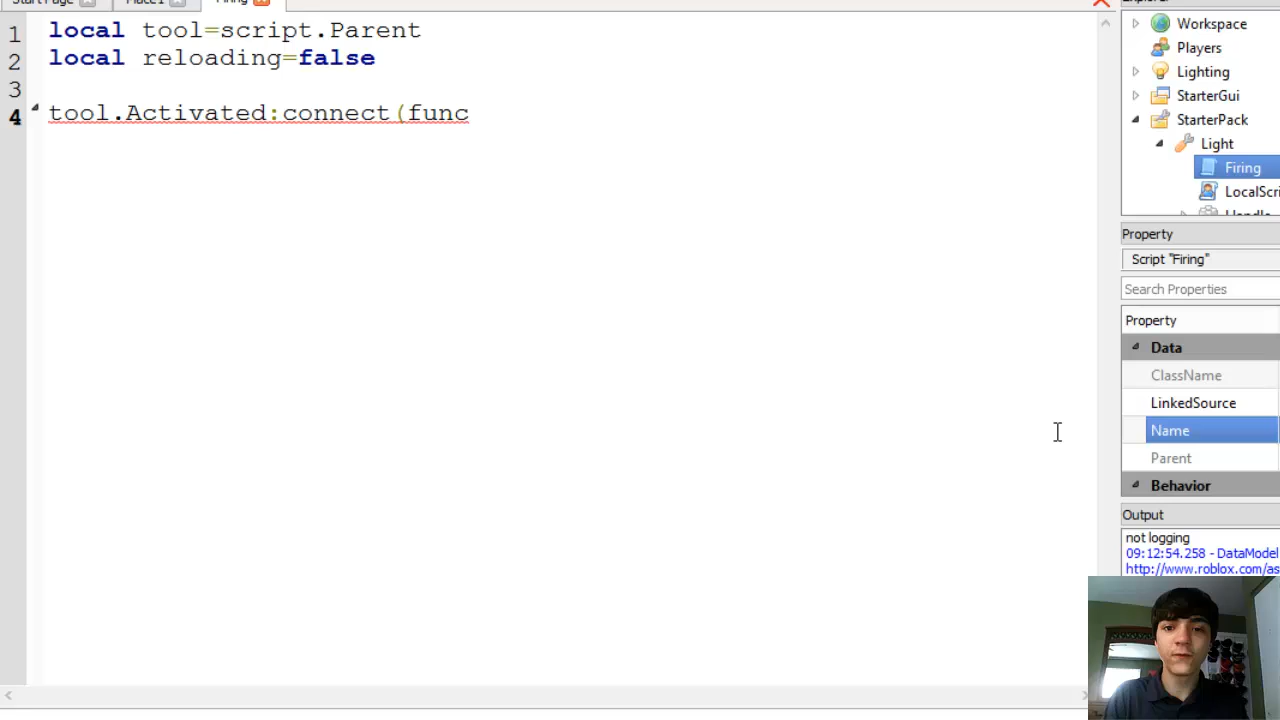 Start Page
Place1
Firing
1 local tool=script.Parent
2 local reloading=false
3
4 tool.Activated:connect(func
Workspace
Players
Lighting
StarterGui
StarterPack
Light
Firing
LocalScri
Handle
Property
Script "Firing"
Search Properties
Property
Data
ClassName
LinkedSource
Name
Parent
Behavior
Output
not logging
09:12:54.258 - DataModel
http://www.roblox.com/as